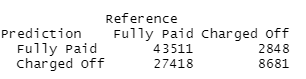 Reference
Prediction Fully Paid Charged Off
Fully Paid 43511 2848
Charged Off 27418 8681